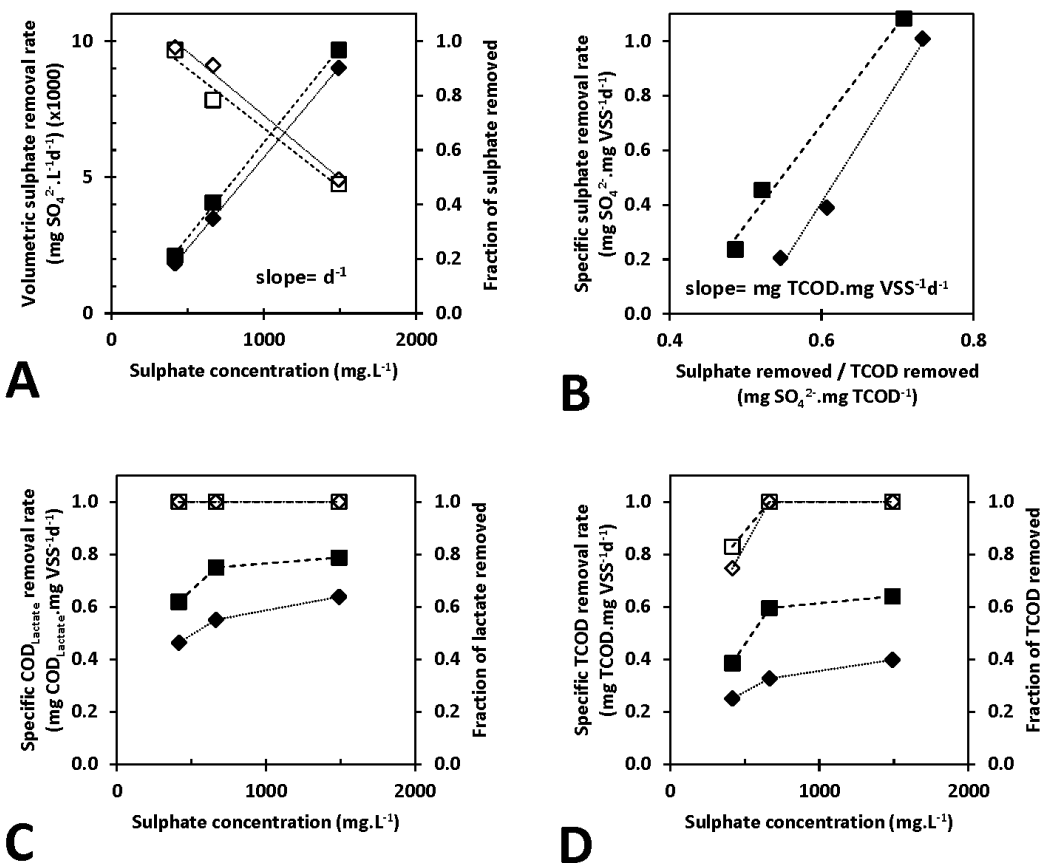 Volumetric sulphate removal rate
(mg SO₄²⁻.L⁻¹d⁻¹) (x1000)
10
5
0
1.0
0.8
0.6
0.4
0.2
0.0
Fraction of sulphate removed
slope= d⁻¹
0
1000
2000
Sulphate concentration (mg.L⁻¹)
A
Specific sulphate removal rate
(mg SO₄²⁻.mg VSS⁻¹d⁻¹)
1.0
0.8
0.6
0.4
0.2
0.0
slope= mg TCOD.mg VSS⁻¹d⁻¹
0.4
0.6
0.8
Sulphate removed / TCOD removed
(mg SO₄²⁻.mg TCOD⁻¹)
B
Specific COD_Lactate removal rate
(mg COD_Lactate.mg VSS⁻¹d⁻¹)
1.0
0.8
0.6
0.4
0.2
0.0
1.0
0.8
0.6
0.4
0.2
0.0
Fraction of lactate removed
0
1000
2000
Sulphate concentration (mg.L⁻¹)
C
Specific TCOD removal rate
(mg TCOD.mg VSS⁻¹d⁻¹)
1.0
0.8
0.6
0.4
0.2
0.0
1.0
0.8
0.6
0.4
0.2
0.0
Fraction of TCOD removed
0
1000
2000
Sulphate concentration (mg.L⁻¹)
D